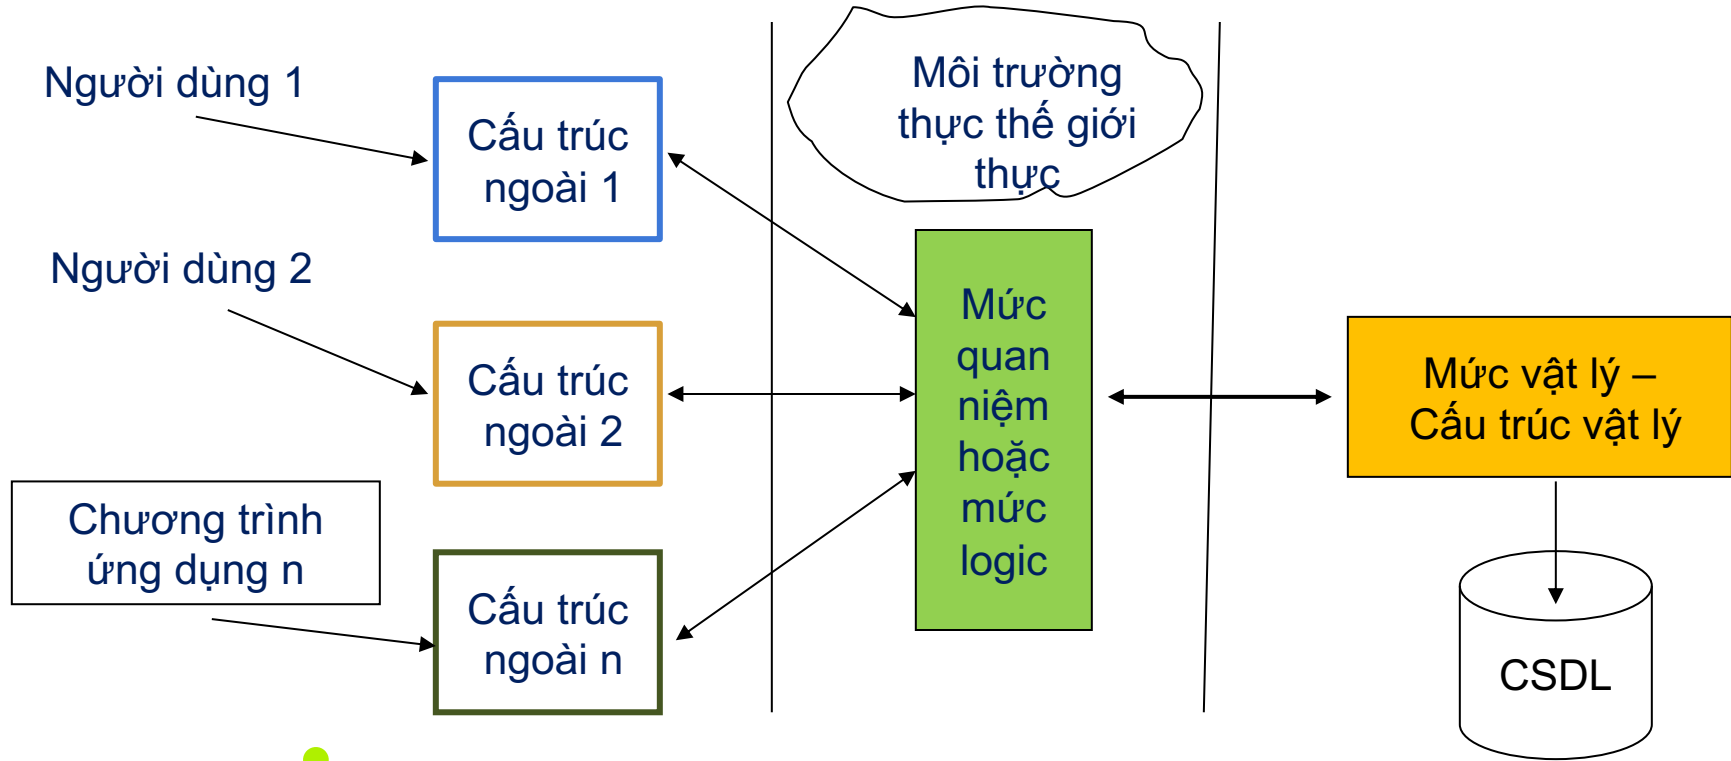 Người dùng 1
Cấu trúc
ngoài 1
Môi trường
thực thế giới
thực
Người dùng 2
Cấu trúc
ngoài 2
Mức
quan
niệm
hoặc
mức
logic
Mức vật lý –
Cấu trúc vật lý
Chương trình
ứng dụng n
Cấu trúc
ngoài n
CSDL